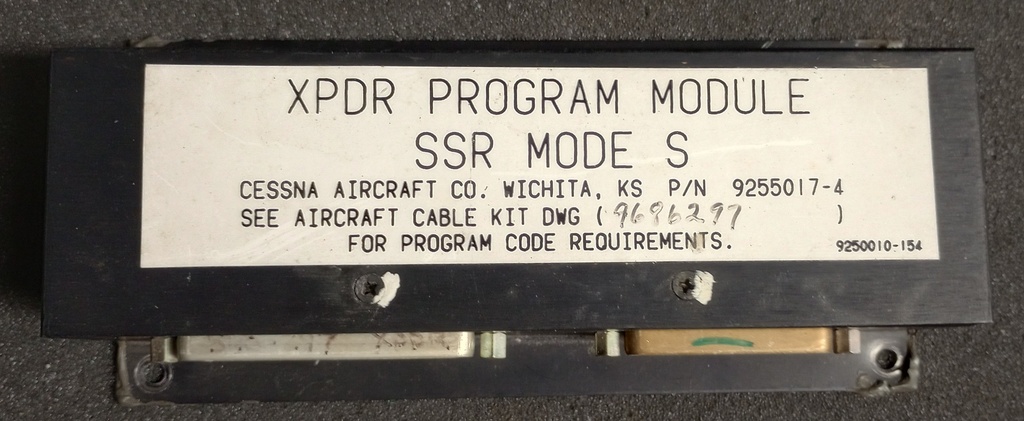 XPDR PROGRAM MODULE
SSR MODE S
CESSNA AIRCRAFT CO. WICHITA, KS P/N 9255017-4
SEE AIRCRAFT CABLE KIT DWG (9696297)
FOR PROGRAM CODE REQUIREMENTS.
9250010-154